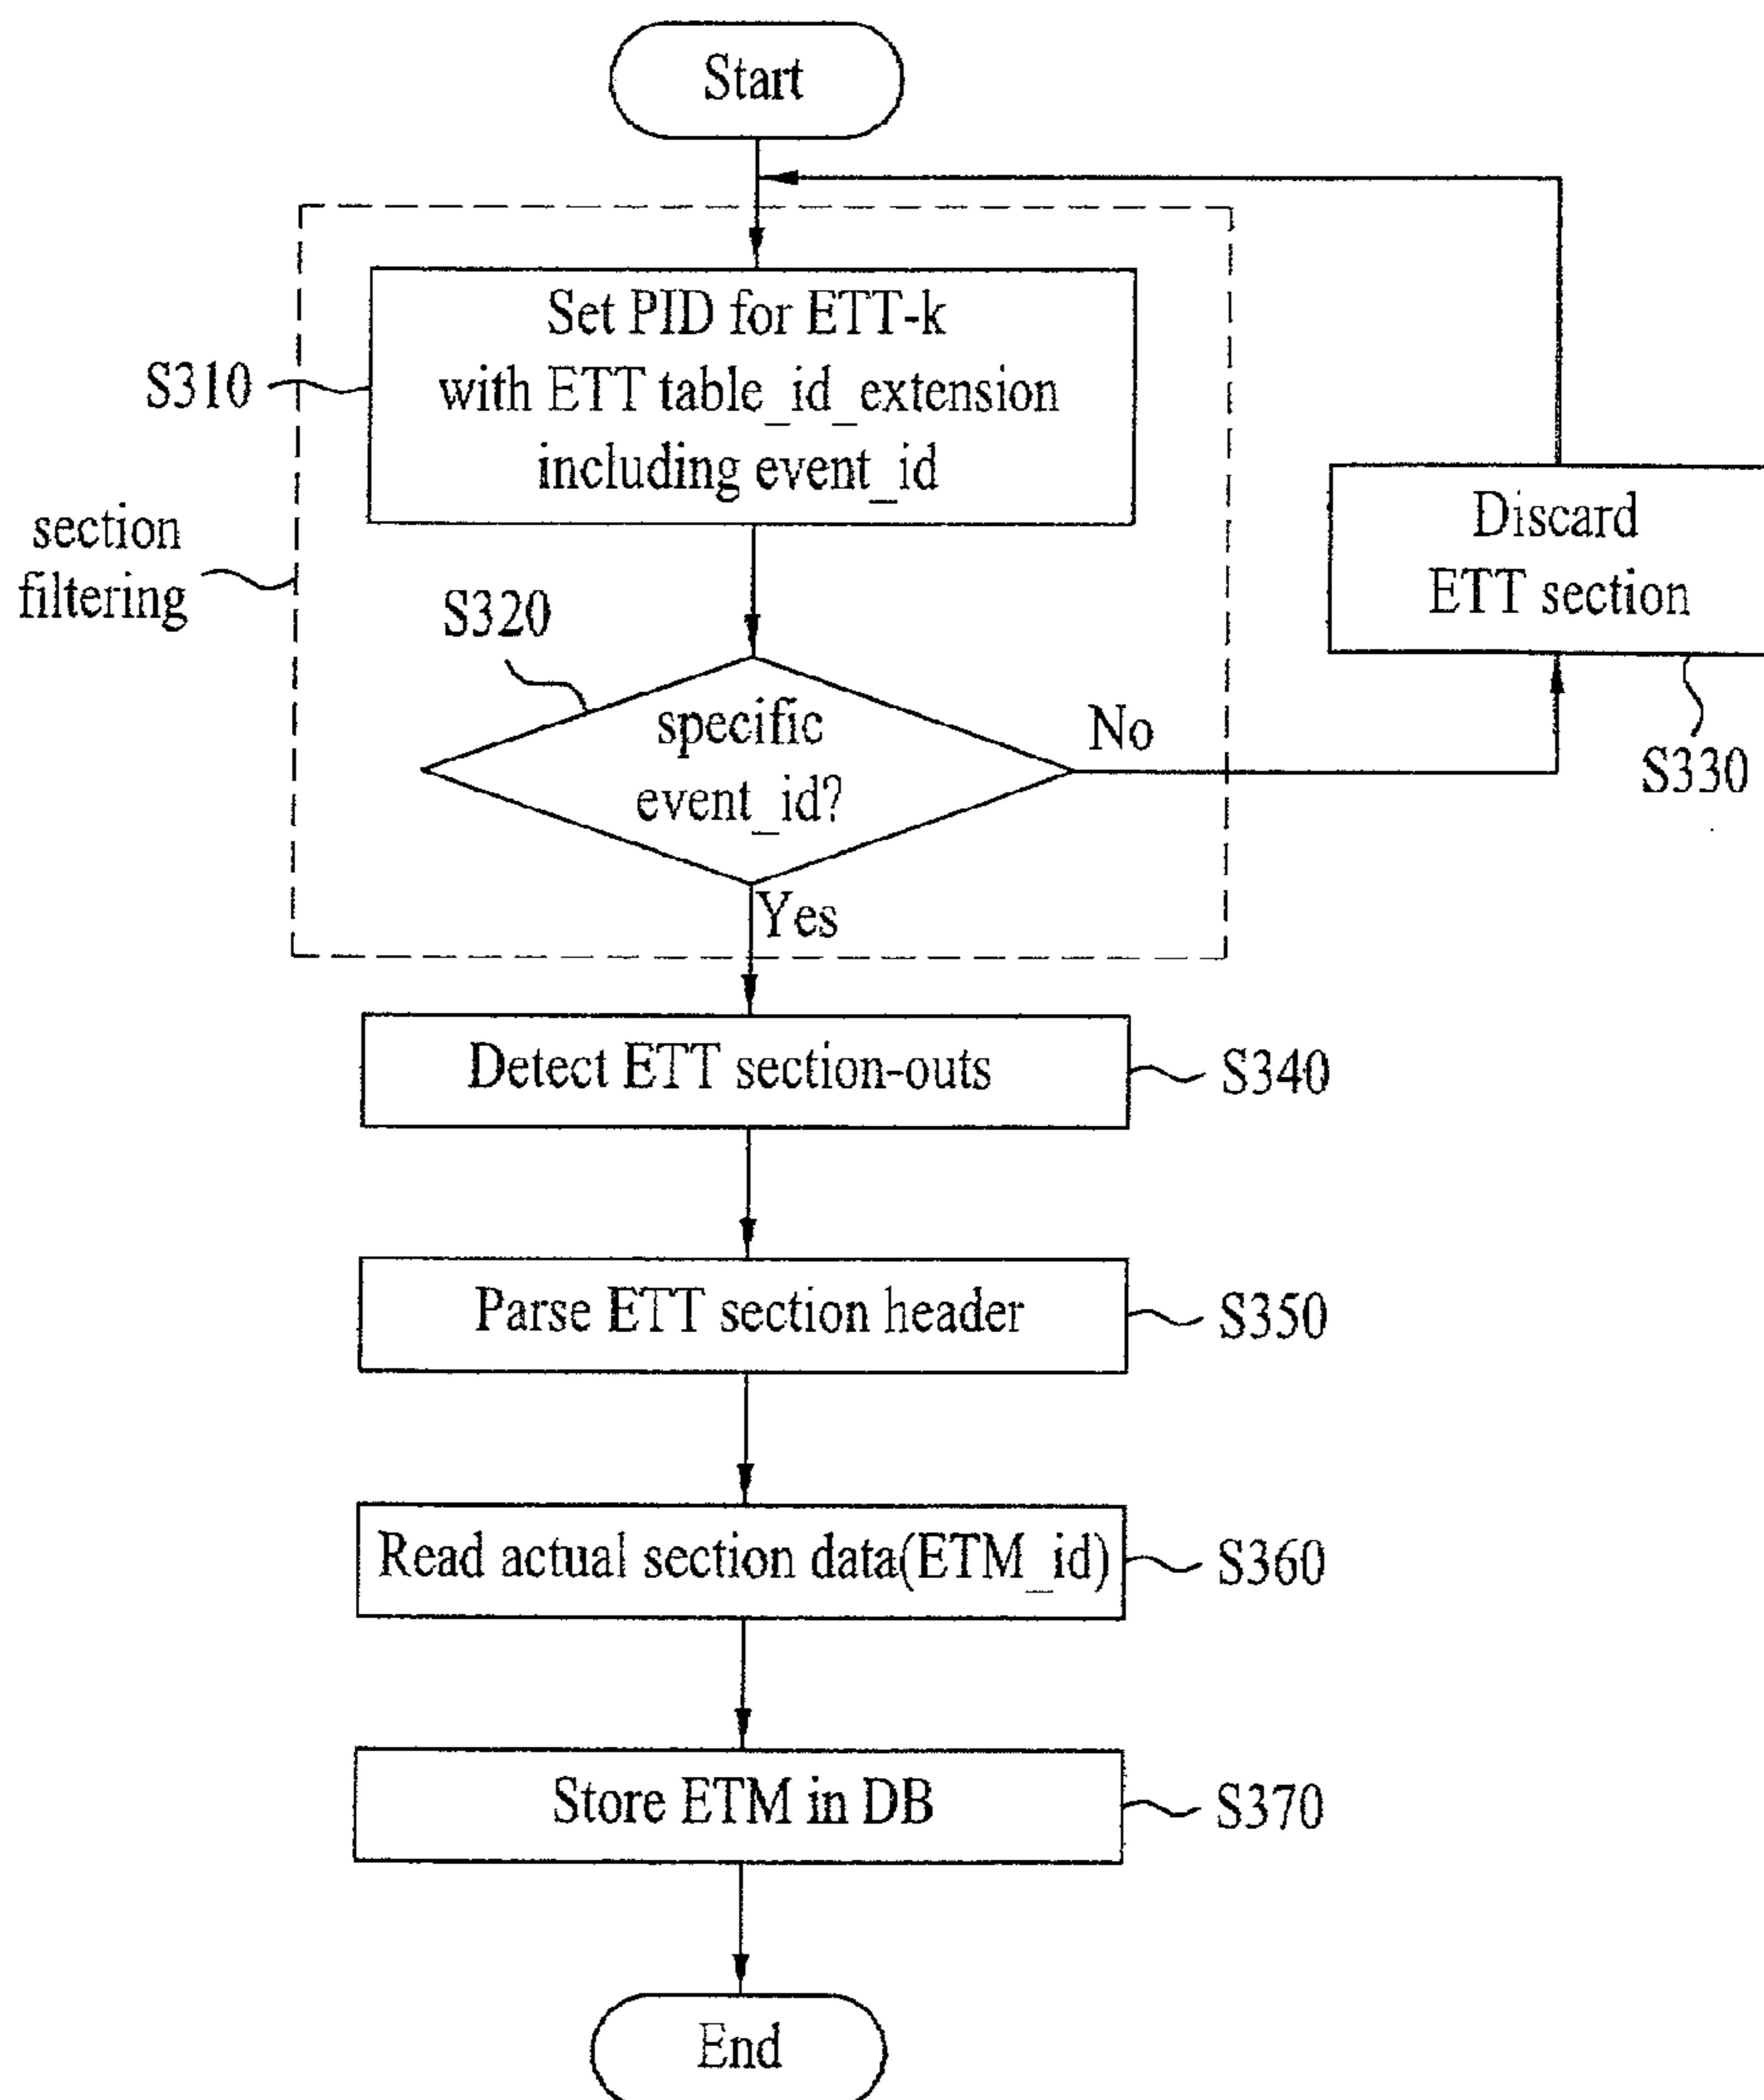 Start
Set PID for ETT-k
with ETT table_id_extension
including event_id
S310
section
filtering
Discard
ETT section
S320
specific
event_id?
No
S330
Yes
Detect ETT section-outs
S340
Parse ETT section header
S350
Read actual section data(ETM_id)
S360
Store ETM in DB
S370
End